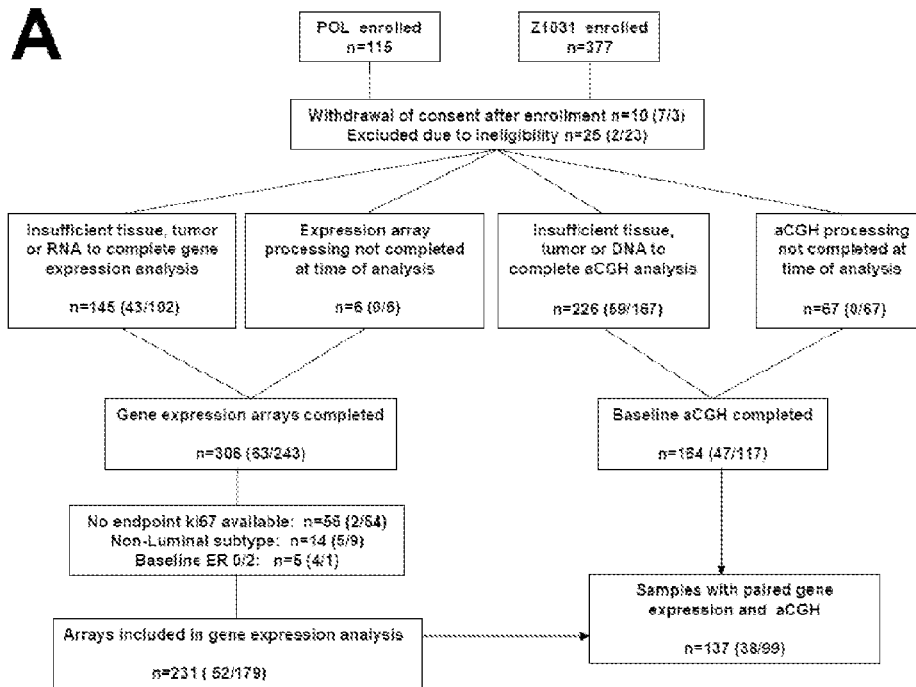 A
POL enrolled
n=115
Z1031 enrolled
n=377
Withdrawal of consent after enrollment n=10 (7/3)
Excluded due to ineligibility n=25 (2/23)
Insufficient tissue, tumor
or RNA to complete gene
expression analysis
n=145 (43/102)
Expression array
processing not completed
at time of analysis
n=6 (0/6)
Insufficient tissue,
tumor or DNA to
complete aCGH analysis
n=226 (59/167)
aCGH processing
not completed at
time of analysis
n=67 (0/67)
Gene expression arrays completed
n=306 (63/243)
Baseline aCGH completed
n=164 (47/117)
No endpoint ki67 available: n=56 (2/54)
Non-Luminal subtype: n=14 (5/9)
Baseline ER 0/2: n=5 (4/1)
Samples with paired gene
expression and aCGH
n=137 (38/99)
Arrays included in gene expression analysis
n=231 ( 52/179)